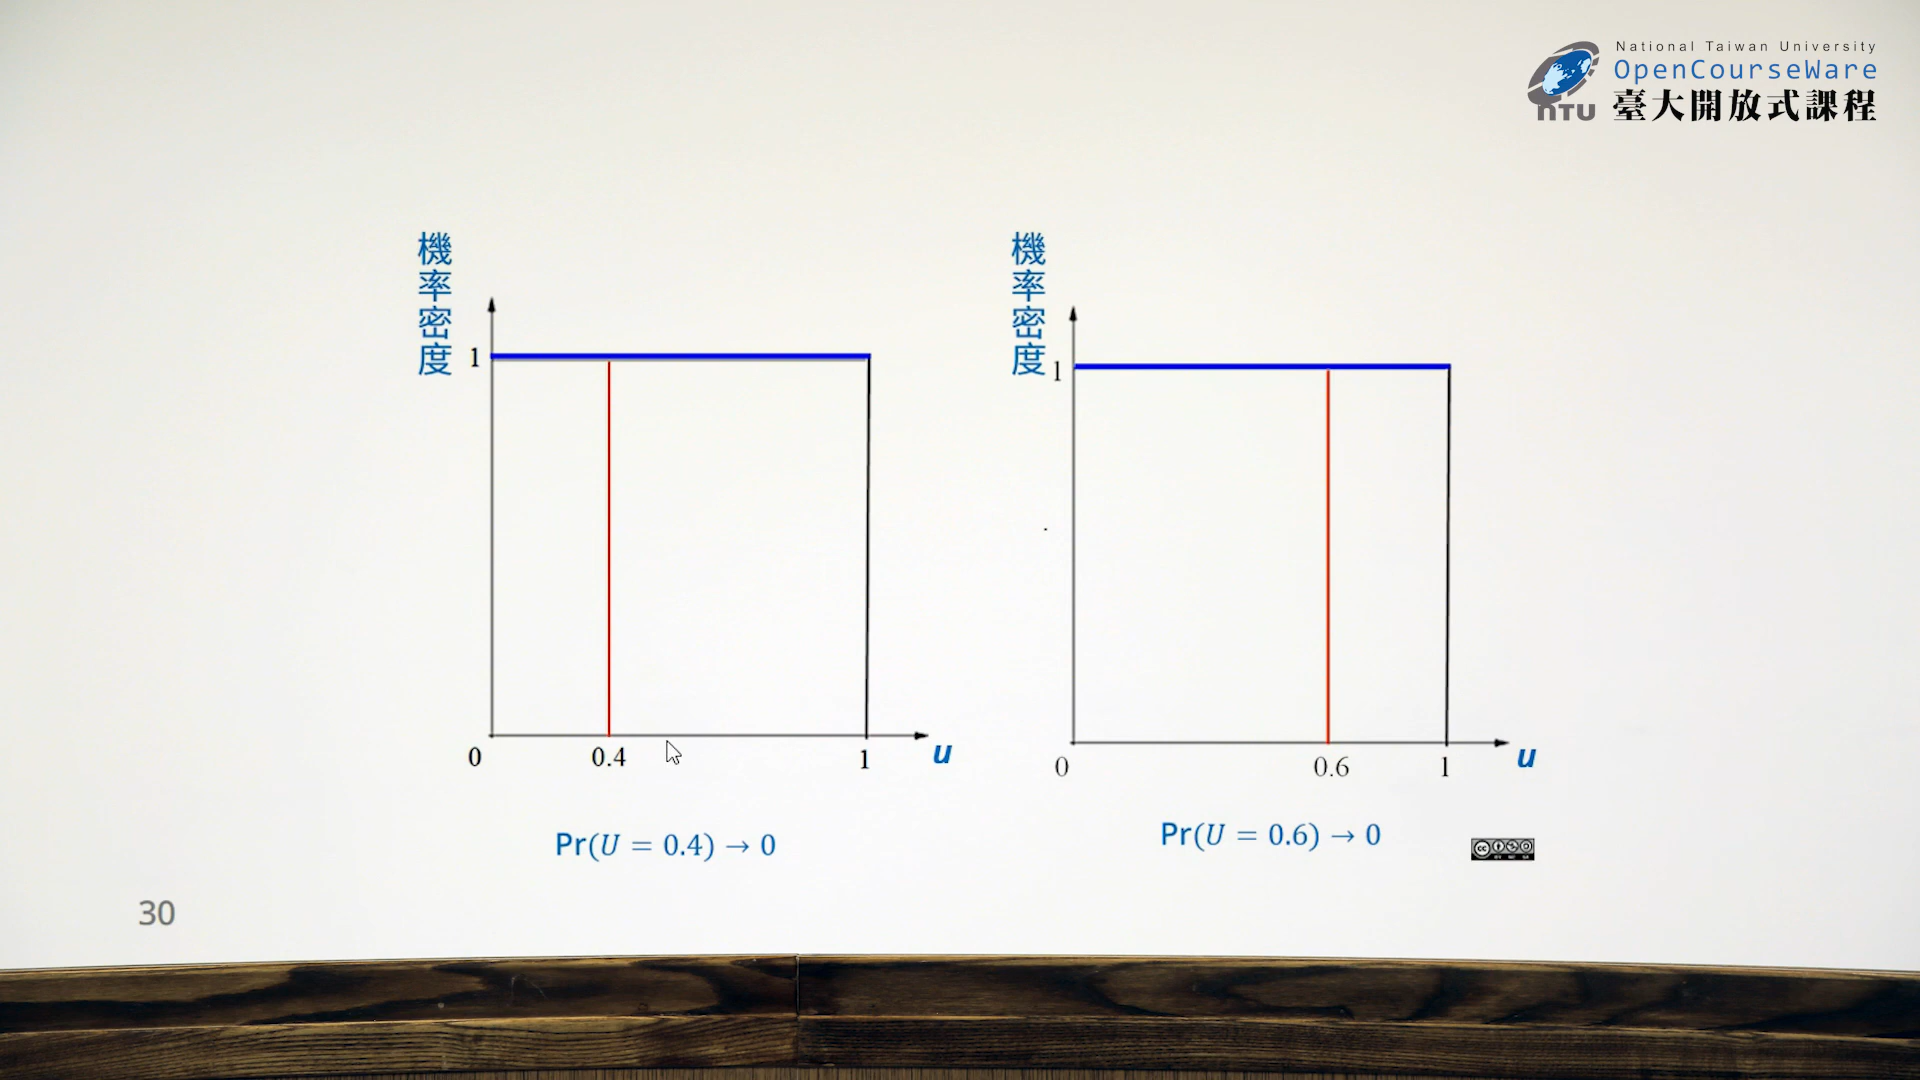 National Taiwan University
OpenCourseWare
臺大開放式課程
NTU
機率密度
1
0
0.4
1
u
Pr(U = 0.4) → 0
機率密度
1
0
0.6
1
u
Pr(U = 0.6) → 0
30